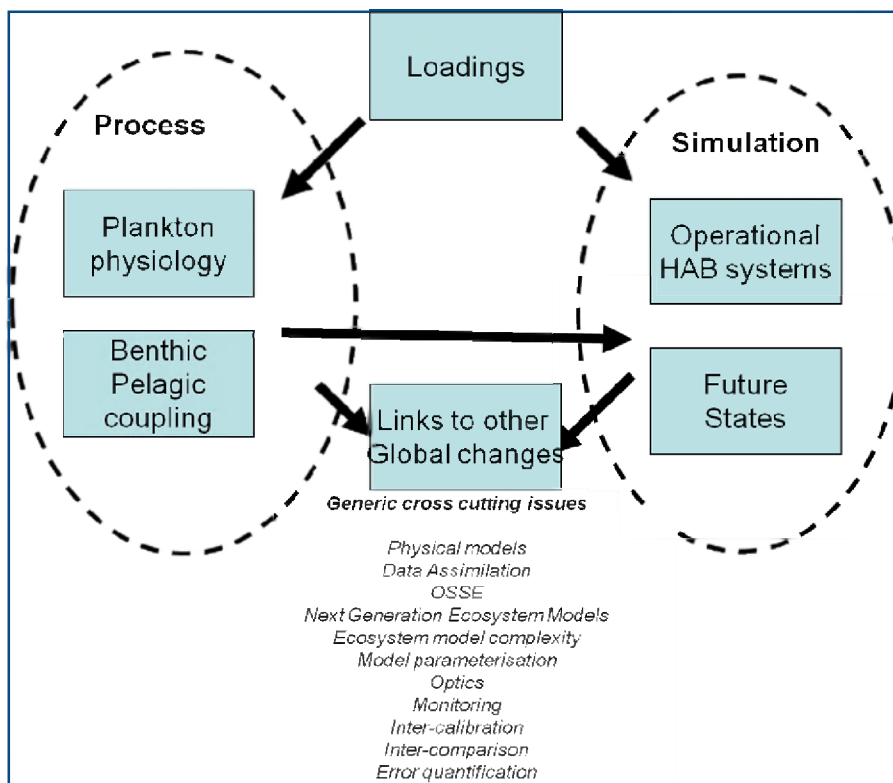 Loadings
Process
Plankton
physiology
Benthic
Pelagic
coupling
Simulation
Operational
HAB systems
Future
States
Links to other
Global changes
Generic cross cutting issues
Physical models
Data Assimilation
OSSE
Next Generation Ecosystem Models
Ecosystem model complexity
Model parameterisation
Optics
Monitoring
Inter-calibration
Inter-comparison
Error quantification